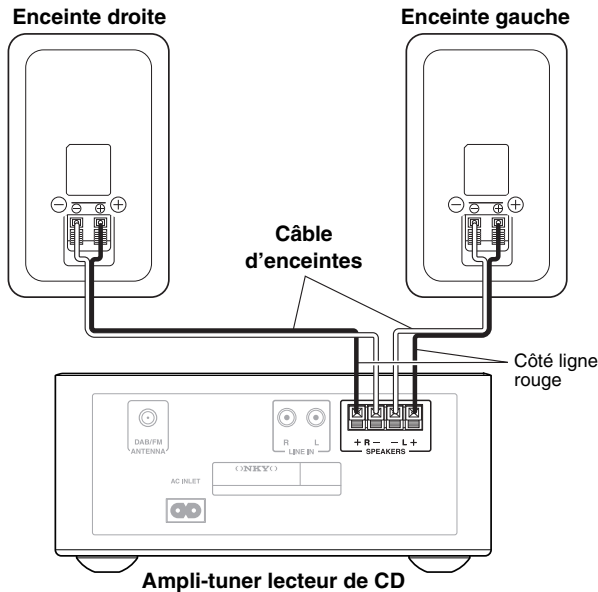 Enceinte droite
Enceinte gauche
Câble
d'enceintes
Côté ligne
rouge
DAB/FM
ANTENNA
R L
LINE IN
+ R − − L +
SPEAKERS
ONKYO
AC INLET
Ampli-tuner lecteur de CD